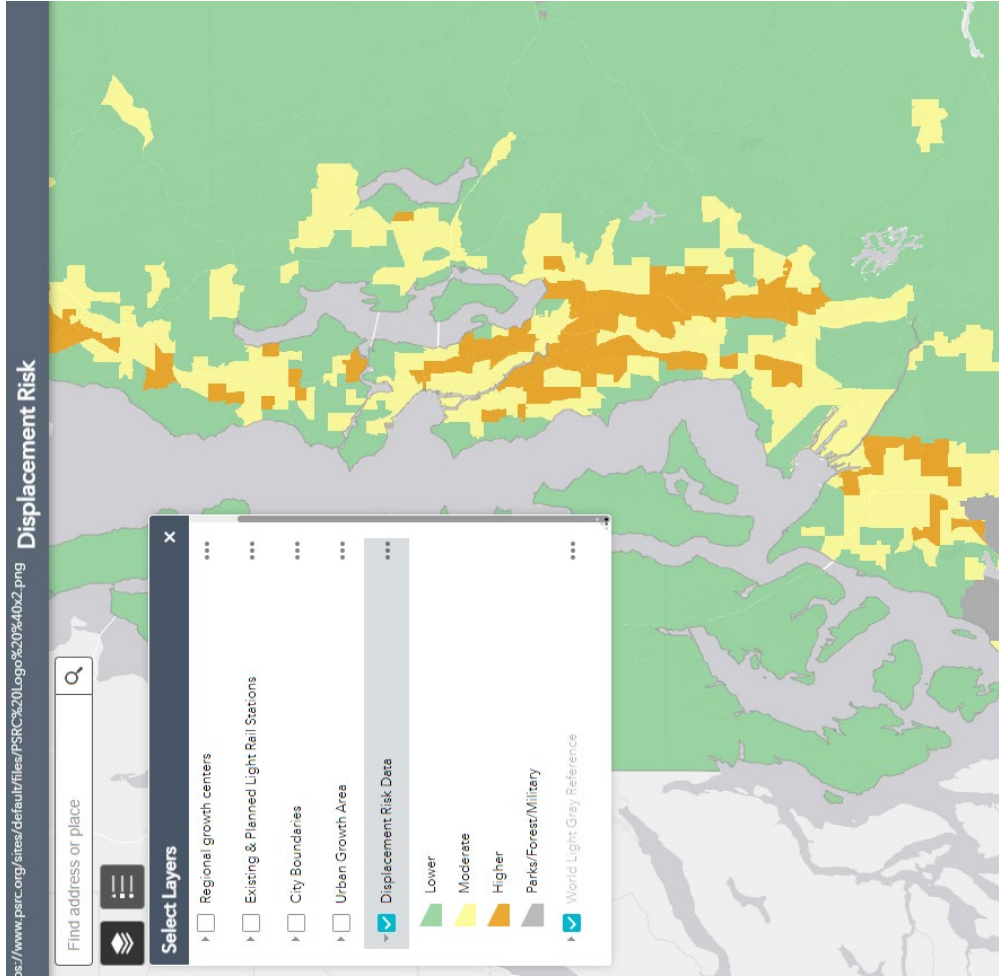 ps://www.psrc.org/sites/default/files/PSRC%20Logo%20%40x2.png
Displacement Risk
Find address or place
Select Layers
Regional growth centers
Existing & Planned Light Rail Stations
City Boundaries
Urban Growth Area
Displacement Risk Data
Lower
Moderate
Higher
Parks/Forest/Military
World Light Gray Reference